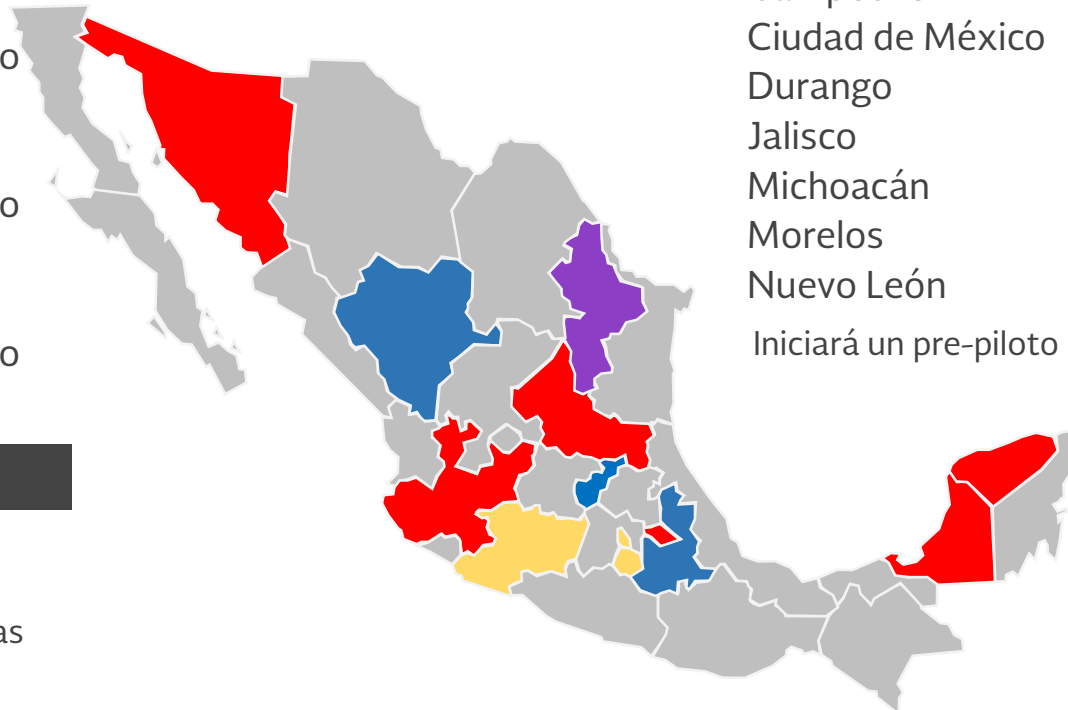 Ciudad de México
Durango
Jalisco
Michoacán
Morelos
Nuevo León
Iniciará un pre-piloto